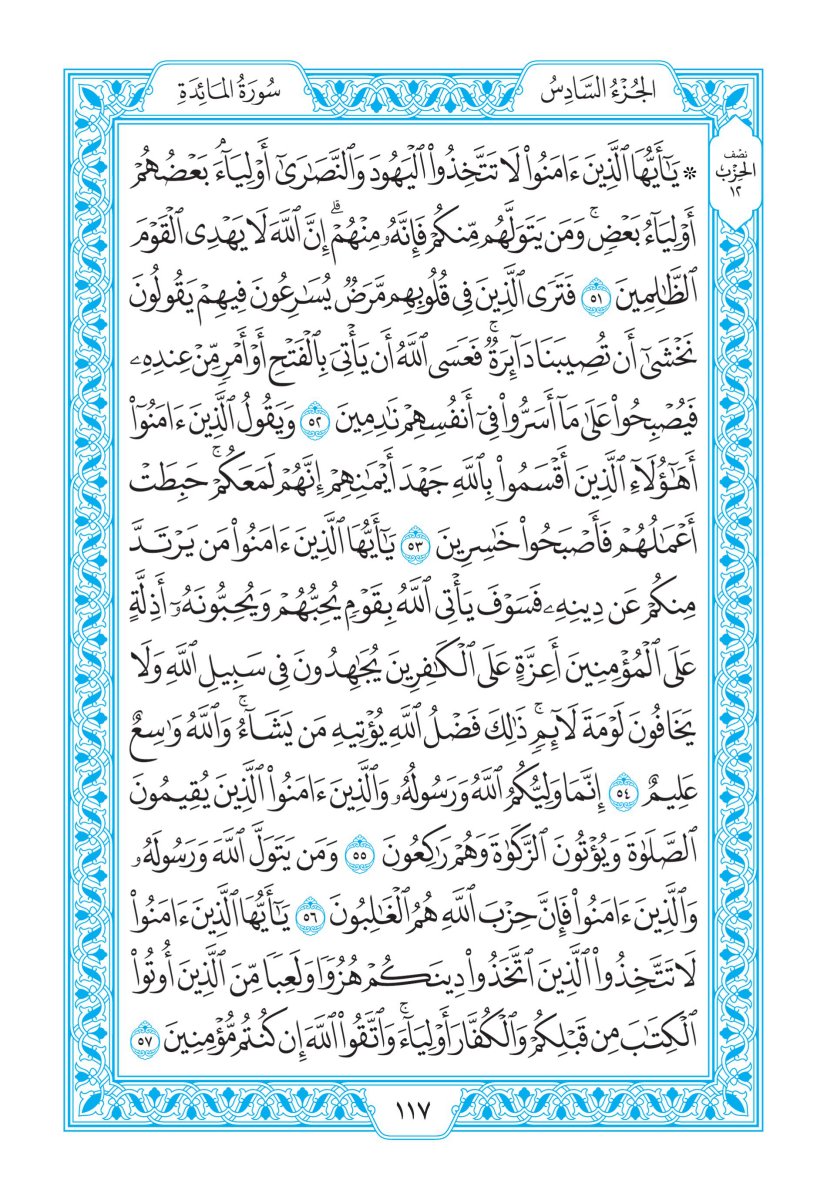 الجُزْءُ السَّادِسُ
سُورَةُ المَائِدَةِ
نصف
الحِزْب
١٢
* يَٰٓأَيُّهَا ٱلَّذِينَ ءَامَنُوا۟ لَا تَتَّخِذُوا۟ ٱلْيَهُودَ وَٱلنَّصَٰرَىٰٓ أَوْلِيَآءَ ۘ بَعْضُهُمْ
أَوْلِيَآءُ بَعْضٍ ۚ وَمَن يَتَوَلَّهُم مِّنكُمْ فَإِنَّهُۥ مِنْهُمْ ۗ إِنَّ ٱللَّهَ لَا يَهْدِى ٱلْقَوْمَ
ٱلظَّٰلِمِينَ ٥١ فَتَرَى ٱلَّذِينَ فِى قُلُوبِهِم مَّرَضٌ يُسَٰرِعُونَ فِيهِمْ يَقُولُونَ
نَخْشَىٰٓ أَن تُصِيبَنَا دَآئِرَةٌ ۚ فَعَسَى ٱللَّهُ أَن يَأْتِىَ بِٱلْفَتْحِ أَوْ أَمْرٍ مِّنْ عِندِهِۦ
فَيُصْبِحُوا۟ عَلَىٰ مَآ أَسَرُّوا۟ فِىٓ أَنفُسِهِمْ نَٰدِمِينَ ٥٢ وَيَقُولُ ٱلَّذِينَ ءَامَنُوٓا۟
أَهَٰٓؤُلَآءِ ٱلَّذِينَ أَقْسَمُوا۟ بِٱللَّهِ جَهْدَ أَيْمَٰنِهِمْ إِنَّهُمْ لَمَعَكُمْ ۚ حَبِطَتْ
أَعْمَٰلُهُمْ فَأَصْبَحُوا۟ خَٰسِرِينَ ٥٣ يَٰٓأَيُّهَا ٱلَّذِينَ ءَامَنُوا۟ مَن يَرْتَدَّ
مِنكُمْ عَن دِينِهِۦ فَسَوْفَ يَأْتِى ٱللَّهُ بِقَوْمٍ يُحِبُّهُمْ وَيُحِبُّونَهُۥٓ أَذِلَّةٍ
عَلَى ٱلْمُؤْمِنِينَ أَعِزَّةٍ عَلَى ٱلْكَٰفِرِينَ يُجَٰهِدُونَ فِى سَبِيلِ ٱللَّهِ وَلَا
يَخَافُونَ لَوْمَةَ لَآئِمٍ ۚ ذَٰلِكَ فَضْلُ ٱللَّهِ يُؤْتِيهِ مَن يَشَآءُ ۚ وَٱللَّهُ وَٰسِعٌ
عَلِيمٌ ٥٤ إِنَّمَا وَلِيُّكُمُ ٱللَّهُ وَرَسُولُهُۥ وَٱلَّذِينَ ءَامَنُوا۟ ٱلَّذِينَ يُقِيمُونَ
ٱلصَّلَوٰةَ وَيُؤْتُونَ ٱلزَّكَوٰةَ وَهُمْ رَٰكِعُونَ ٥٥ وَمَن يَتَوَلَّ ٱللَّهَ وَرَسُولَهُۥ
وَٱلَّذِينَ ءَامَنُوا۟ فَإِنَّ حِزْبَ ٱللَّهِ هُمُ ٱلْغَٰلِبُونَ ٥٦ يَٰٓأَيُّهَا ٱلَّذِينَ ءَامَنُوا۟
لَا تَتَّخِذُوا۟ ٱلَّذِينَ ٱتَّخَذُوا۟ دِينَكُمْ هُزُوًا وَلَعِبًا مِّنَ ٱلَّذِينَ أُوتُوا۟
ٱلْكِتَٰبَ مِن قَبْلِكُمْ وَٱلْكُفَّارَ أَوْلِيَآءَ ۚ وَٱتَّقُوا۟ ٱللَّهَ إِن كُنتُم مُّؤْمِنِينَ ٥٧
١١٧